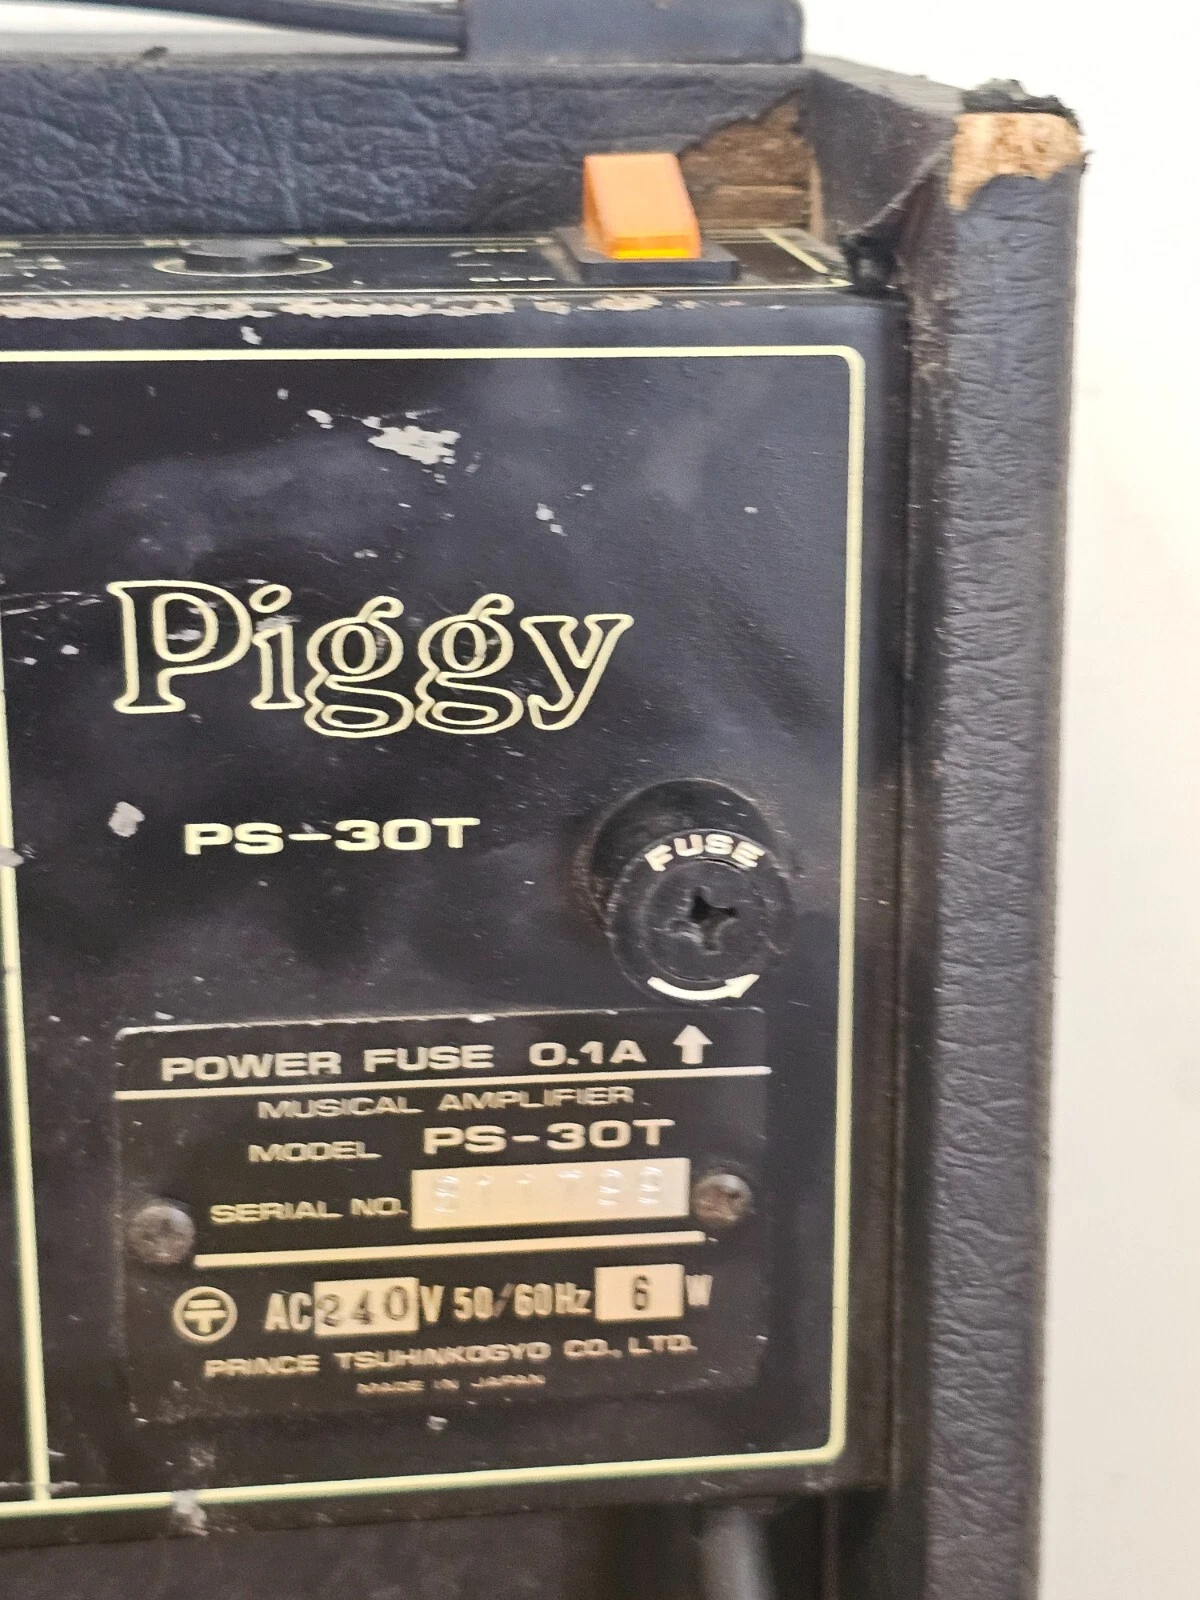 Piggy
PS-30T
FUSE
POWER FUSE 0.1A ↑
MUSICAL AMPLIFIER
MODEL PS-30T
SERIAL NO.
AC 240 V 50/60Hz 6 W
PRINCE TSUHINKOGYO CO., LTD.
MADE IN JAPAN